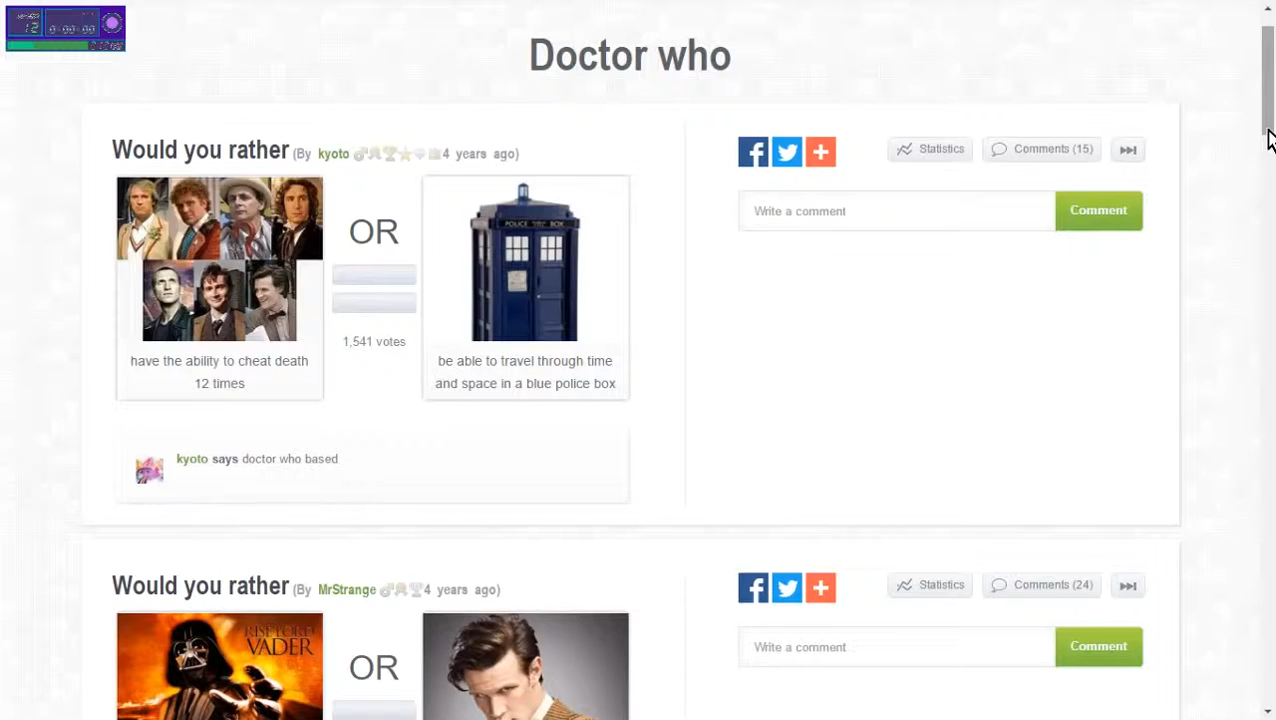 Doctor who
Would you rather (By kyoto 4 years ago)
Statistics
Comments (15)
Write a comment
Comment
POLICE BOX
OR
1,541 votes
have the ability to cheat death
12 times
be able to travel through time
and space in a blue police box
kyoto says doctor who based
Would you rather (By MrStrange 4 years ago)
Statistics
Comments (24)
Write a comment
Comment
VADER
OR